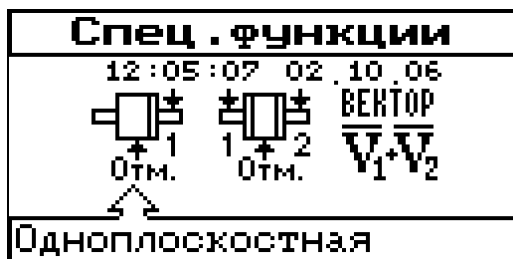 Спец.функции
12:05:07 02.10.06
ВЕКТОР
1 1 2 V1+V2
Отм. Отм.
Одноплоскостная